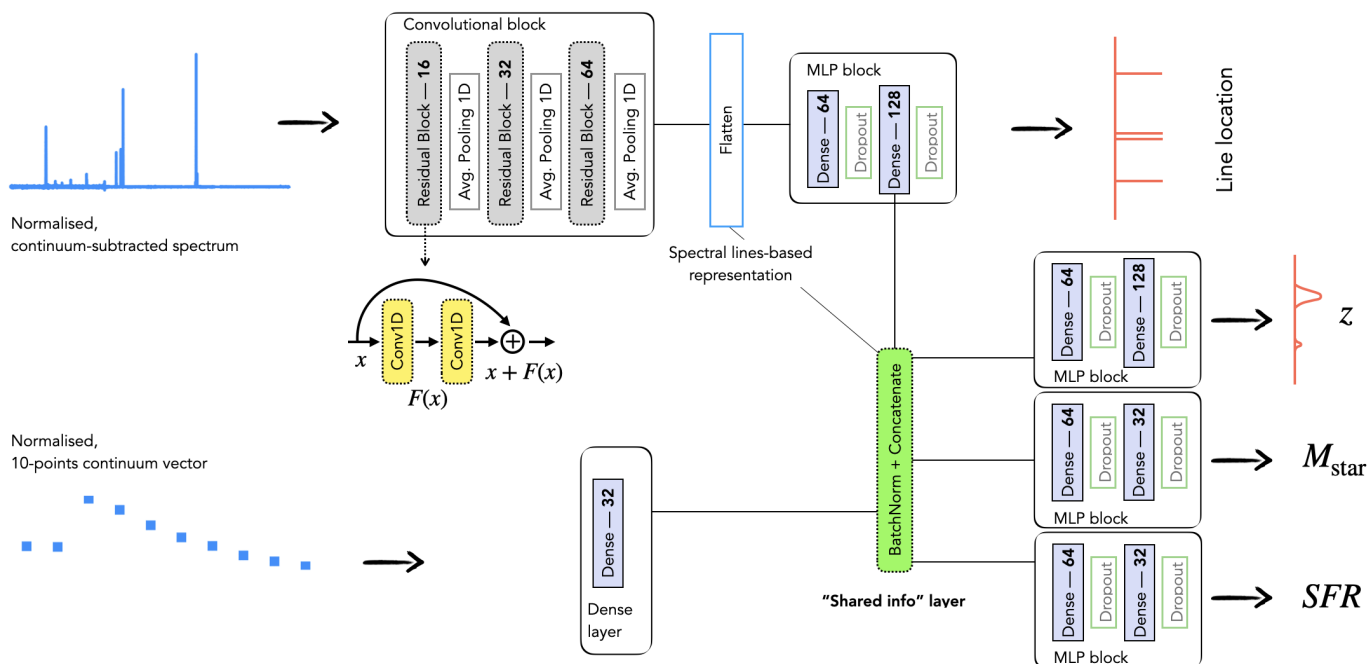 Convolutional block
Residual Block — 16
Avg. Pooling 1D
Residual Block — 32
Avg. Pooling 1D
Residual Block — 64
Avg. Pooling 1D
Flatten
MLP block
Dense — 64
Dropout
Dense — 128
Dropout
Line location
Normalised,
continuum-subtracted spectrum
Spectral lines-based
representation
x
Conv1D
Conv1D
F(x)
x + F(x)
Dense — 64
Dropout
Dense — 128
Dropout
MLP block
z
Normalised,
10-points continuum vector
Dense — 32
Dense
layer
BatchNorm + Concatenate
"Shared info" layer
Dense — 64
Dropout
Dense — 32
Dropout
MLP block
M_star
Dense — 64
Dropout
Dense — 32
Dropout
MLP block
SFR